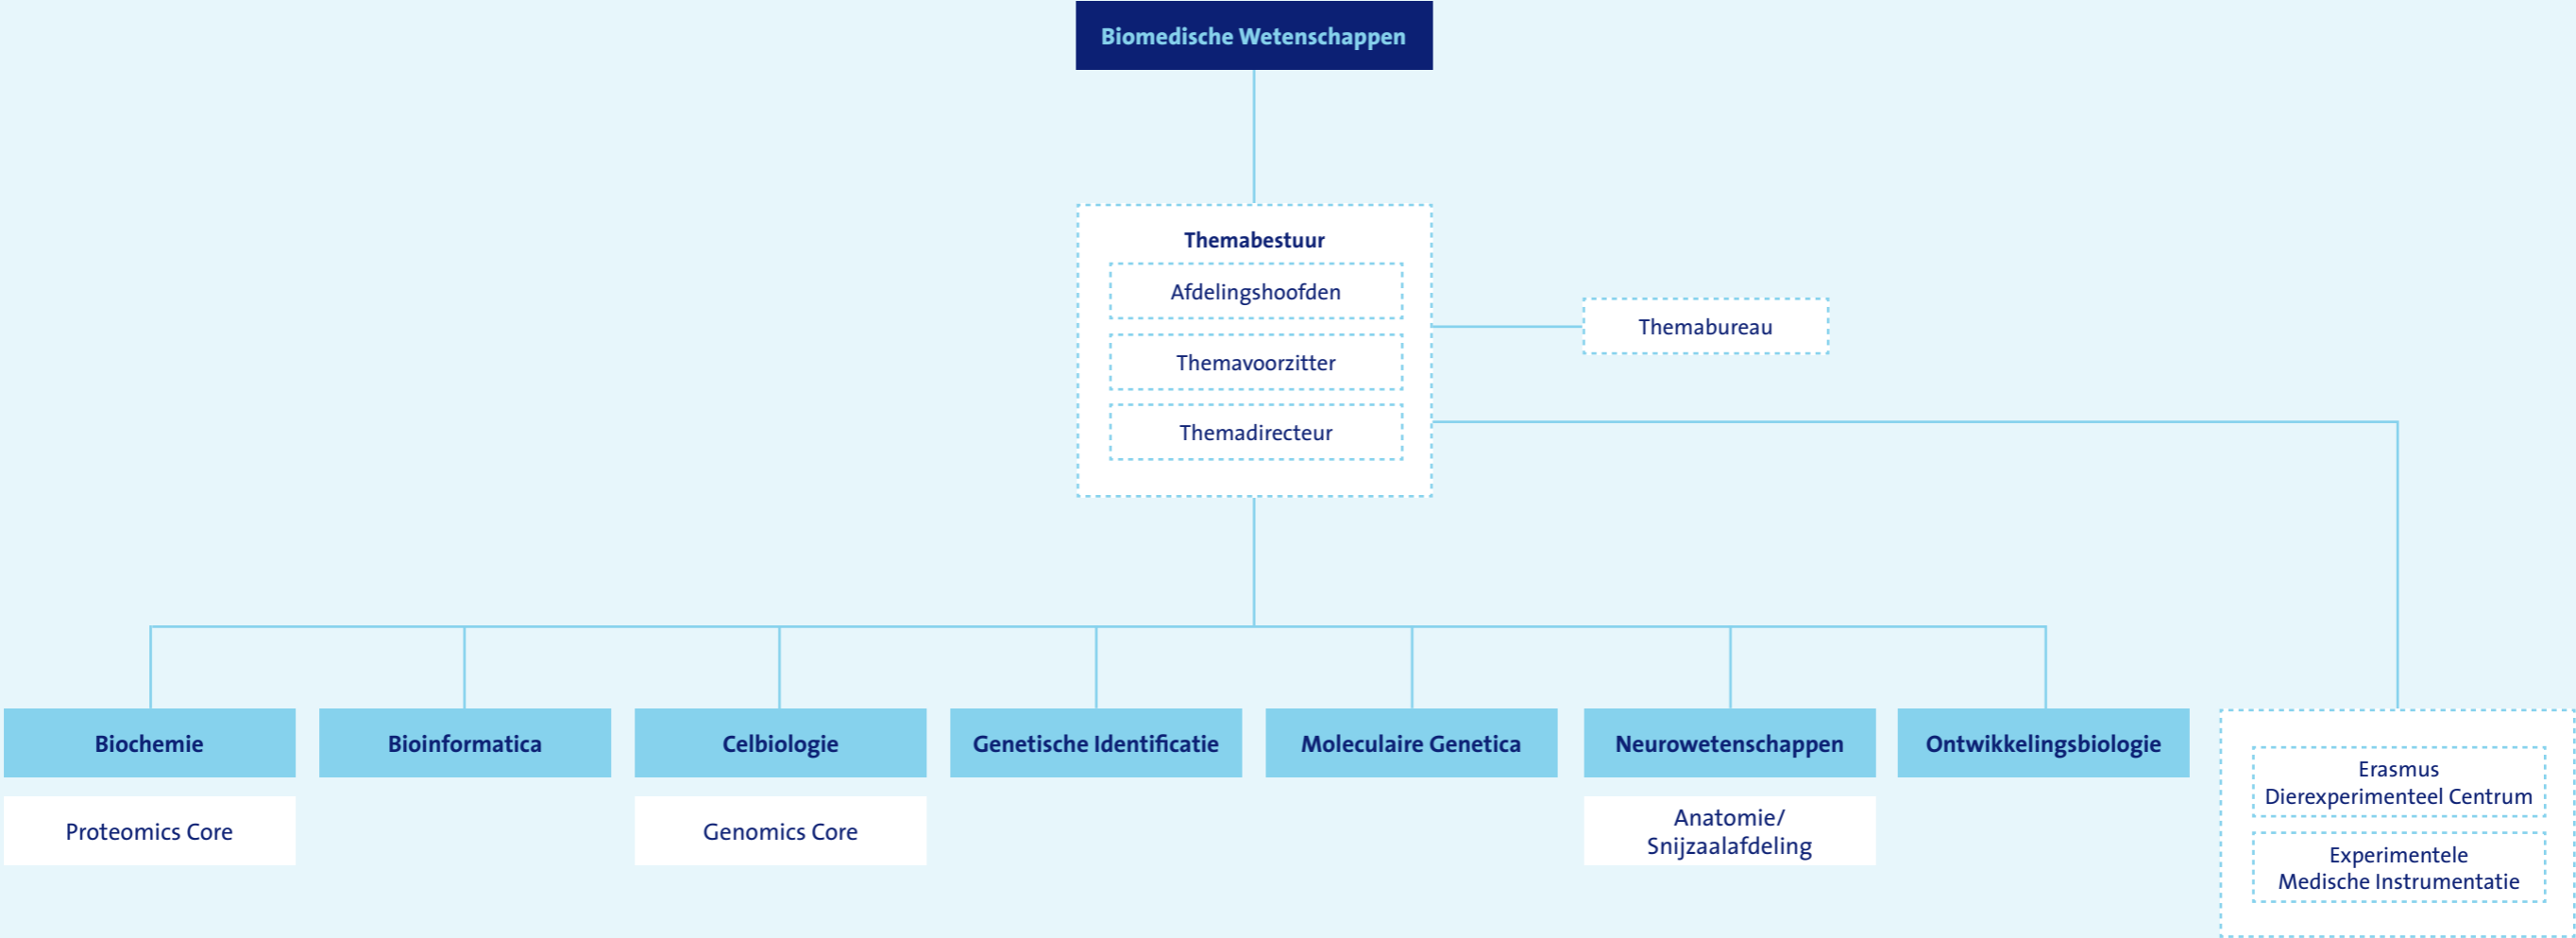 Biomedische Wetenschappen
Themabestuur
Afdelingshoofden
Themavoorzitter
Themadirecteur
Themabureau
Biochemie
Bioinformatica
Celbiologie
Genetische Identificatie
Moleculaire Genetica
Neurowetenschappen
Ontwikkelingsbiologie
Proteomics Core
Genomics Core
Anatomie/
Snijzaalafdeling
Erasmus
Dierexperimenteel Centrum
Experimentele
Medische Instrumentatie